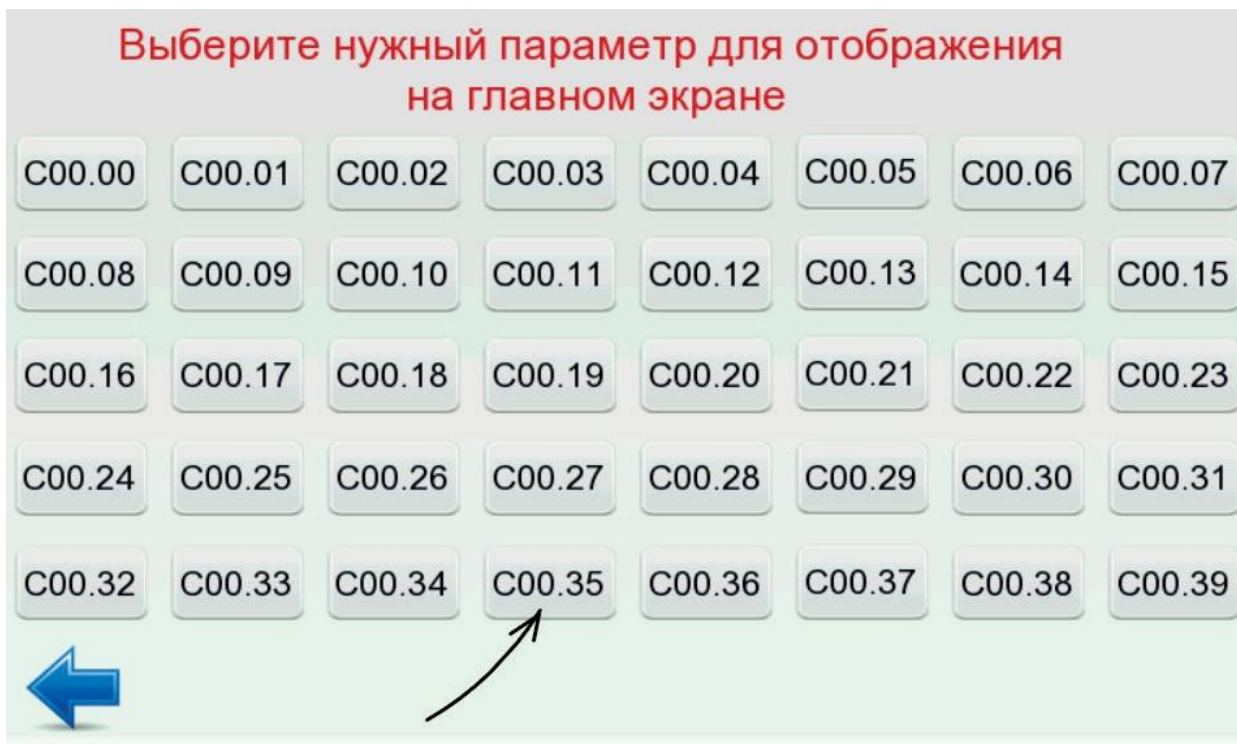 Выберите нужный параметр для отображения
на главном экране
C00.00 C00.01 C00.02 C00.03 C00.04 C00.05 C00.06 C00.07
C00.08 C00.09 C00.10 C00.11 C00.12 C00.13 C00.14 C00.15
C00.16 C00.17 C00.18 C00.19 C00.20 C00.21 C00.22 C00.23
C00.24 C00.25 C00.26 C00.27 C00.28 C00.29 C00.30 C00.31
C00.32 C00.33 C00.34 C00.35 C00.36 C00.37 C00.38 C00.39